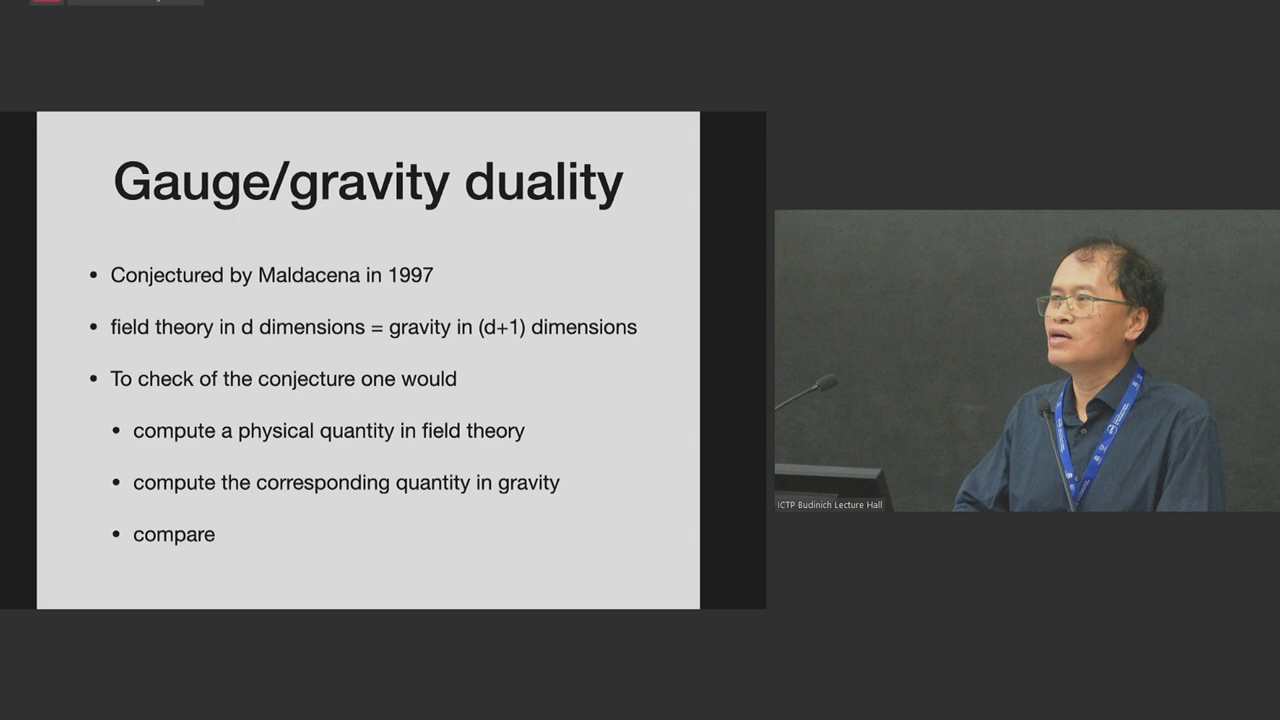 Gauge/gravity duality
• Conjectured by Maldacena in 1997
• field theory in d dimensions = gravity in (d+1) dimensions
• To check of the conjecture one would
• compute a physical quantity in field theory
• compute the corresponding quantity in gravity
• compare
ICTP Budinich Lecture Hall